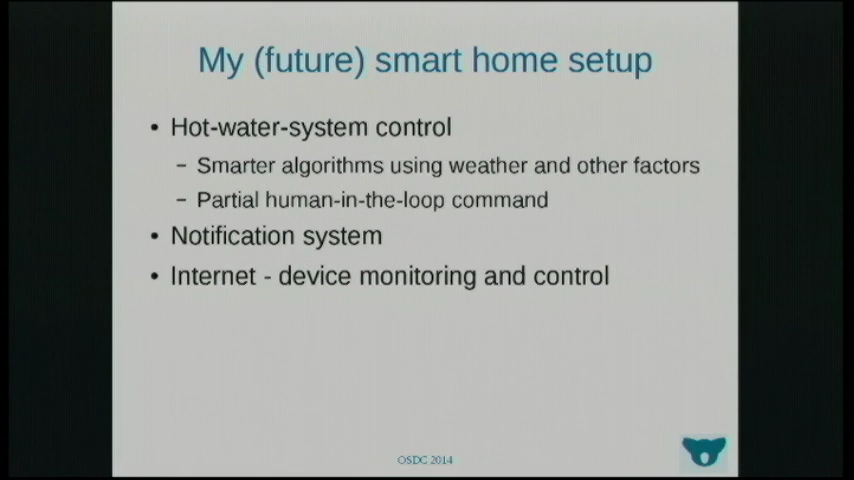 My (future) smart home setup
• Hot-water-system control
– Smarter algorithms using weather and other factors
– Partial human-in-the-loop command
• Notification system
• Internet - device monitoring and control
OSDC 2014